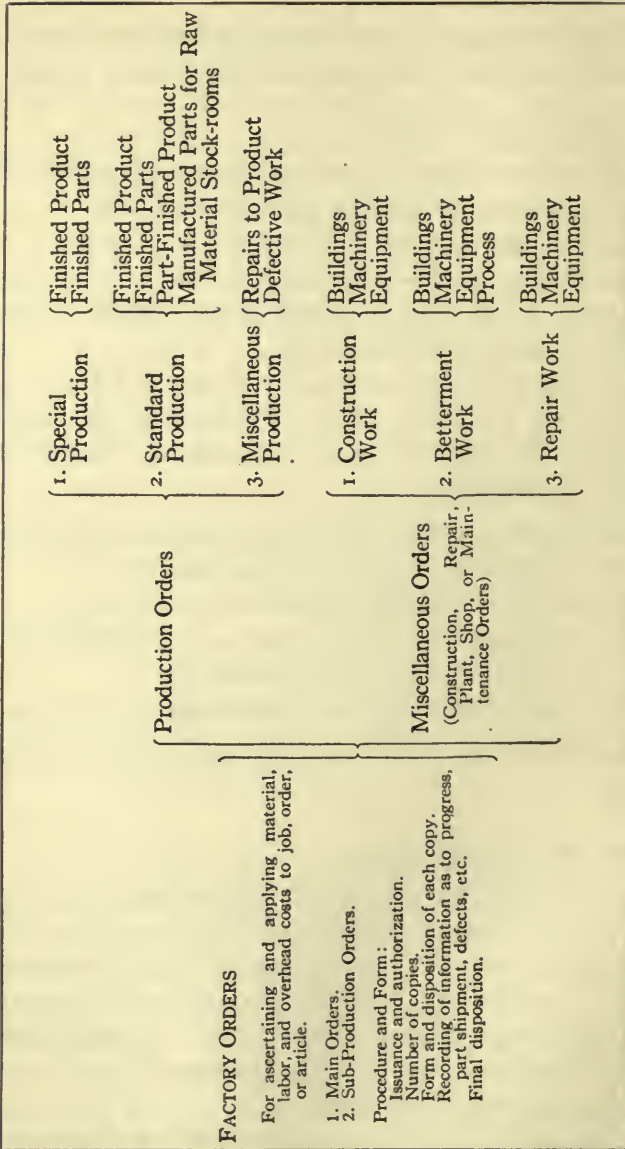 FACTORY ORDERS
For ascertaining and applying material,
labor, and overhead costs to job, order,
or article.
1. Main Orders.
2. Sub-Production Orders.
Procedure and Form:
Issuance and authorization.
Number of copies.
Form and disposition of each copy.
Recording of information as to progress,
part shipment, defects, etc.
Final disposition.
Production Orders
1. Special
Production
Finished Product
Finished Parts
2. Standard
Production
Finished Product
Finished Parts
Part-Finished Product
Manufactured Parts for Raw
Material Stock-rooms
3. Miscellaneous
Production
Repairs to Product
Defective Work
Miscellaneous Orders
(Construction, Repair,
Plant, Shop, or Main-
tenance Orders)
1. Construction
Work
Buildings
Machinery
Equipment
2. Betterment
Work
Buildings
Machinery
Equipment
Process
3. Repair Work
Buildings
Machinery
Equipment